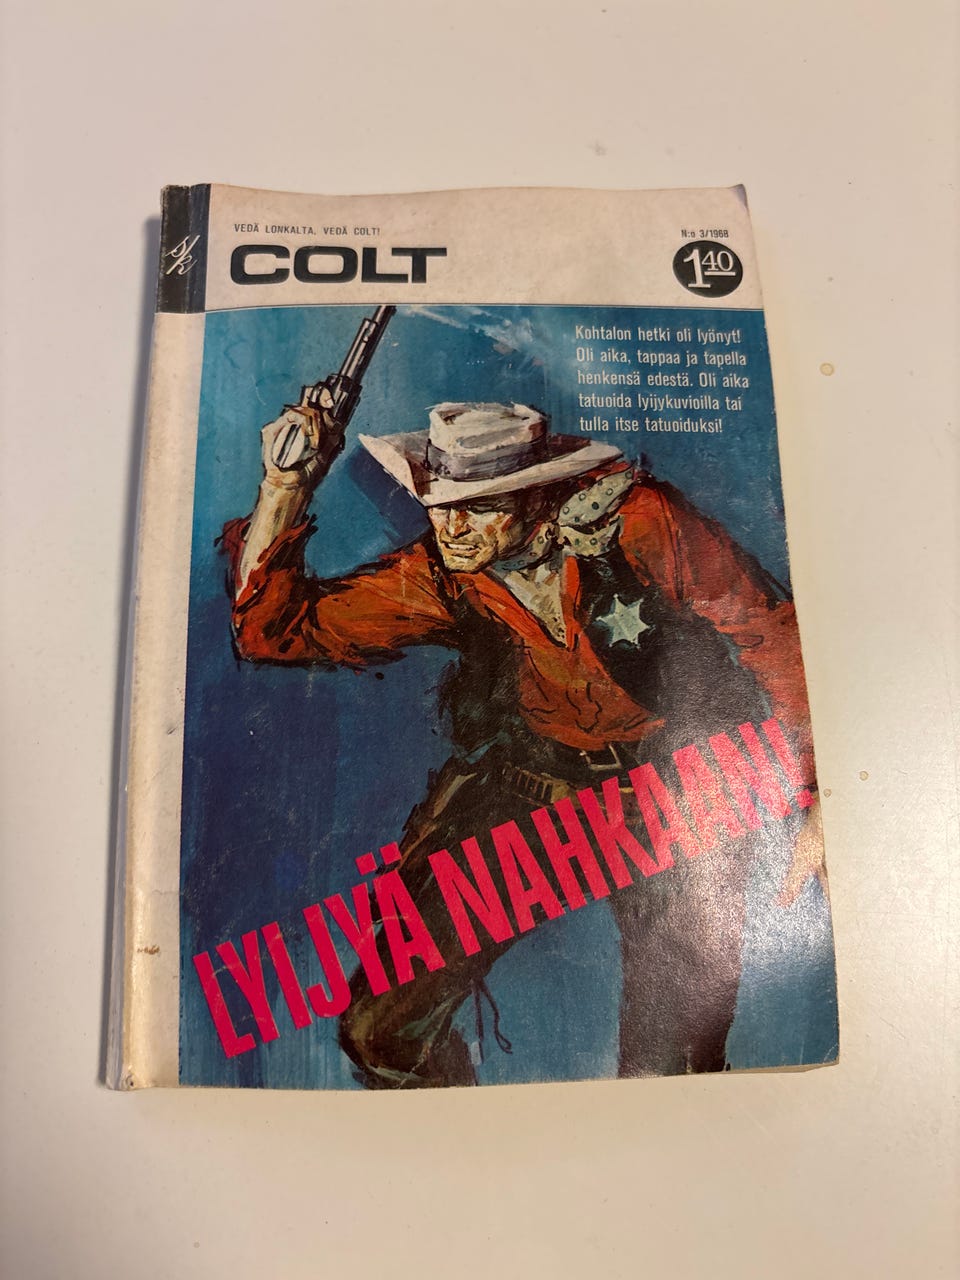 VEDÄ LONKALTA, VEDÄ COLT!
COLT
N:o 3/1968
1 40
s/k
Kohtalon hetki oli lyönyt!
Oli aika, tappaa ja tapella
henkensä edestä. Oli aika
tatuoida lyijykuvioilla tai
tulla itse tatuoiduksi!
LYIJYÄ NAHKAAN!